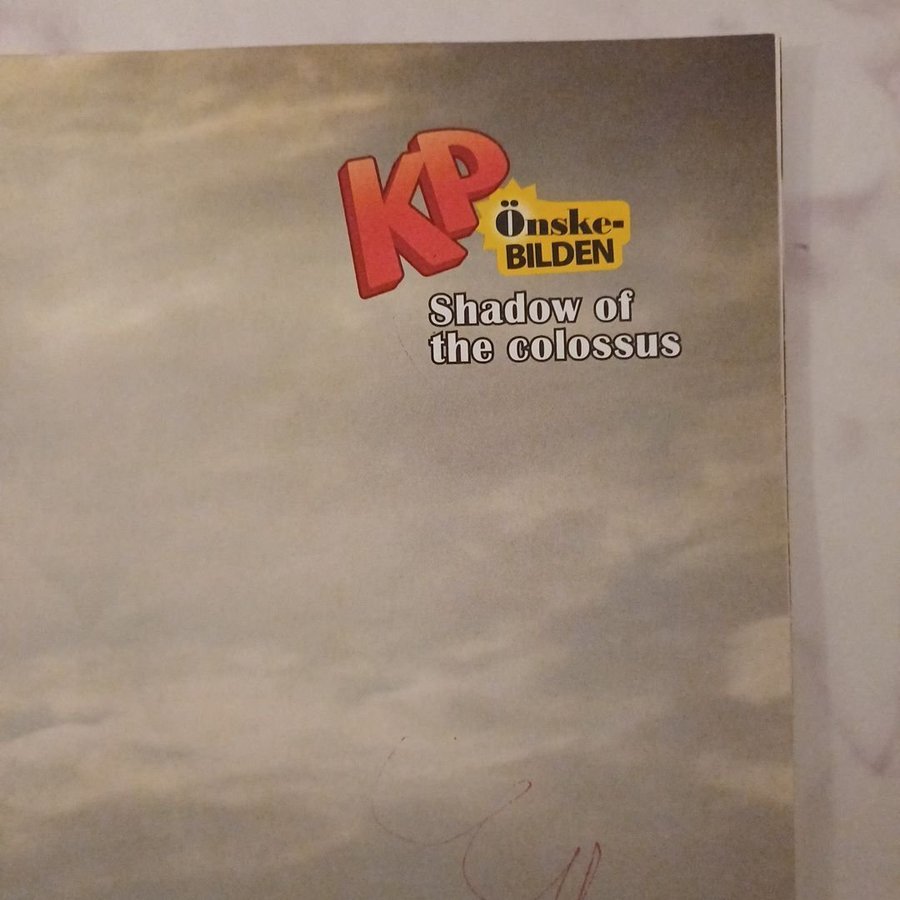 KP
Önske-
BILDEN
Shadow of
the colossus